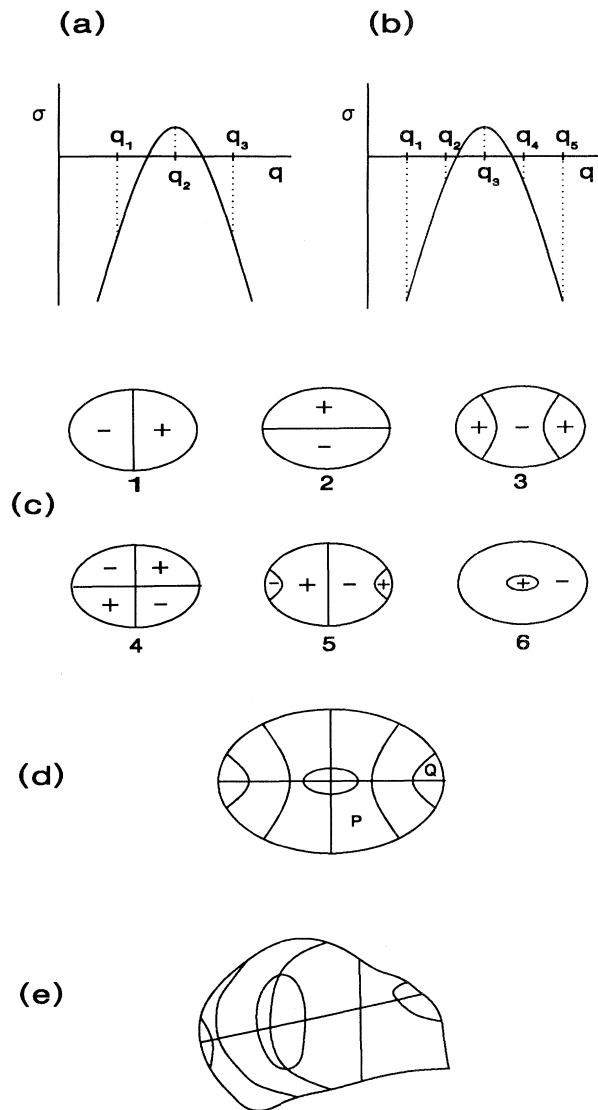 (a) (b)
σ q₁ q₃ σ q₁ q₂ q₄ q₅
q₂ q q₃ q
- + + + - +
1 - 3
2
(c)
- + - + - + + -
+ - 5 6
4
(d) Q
P
(e)